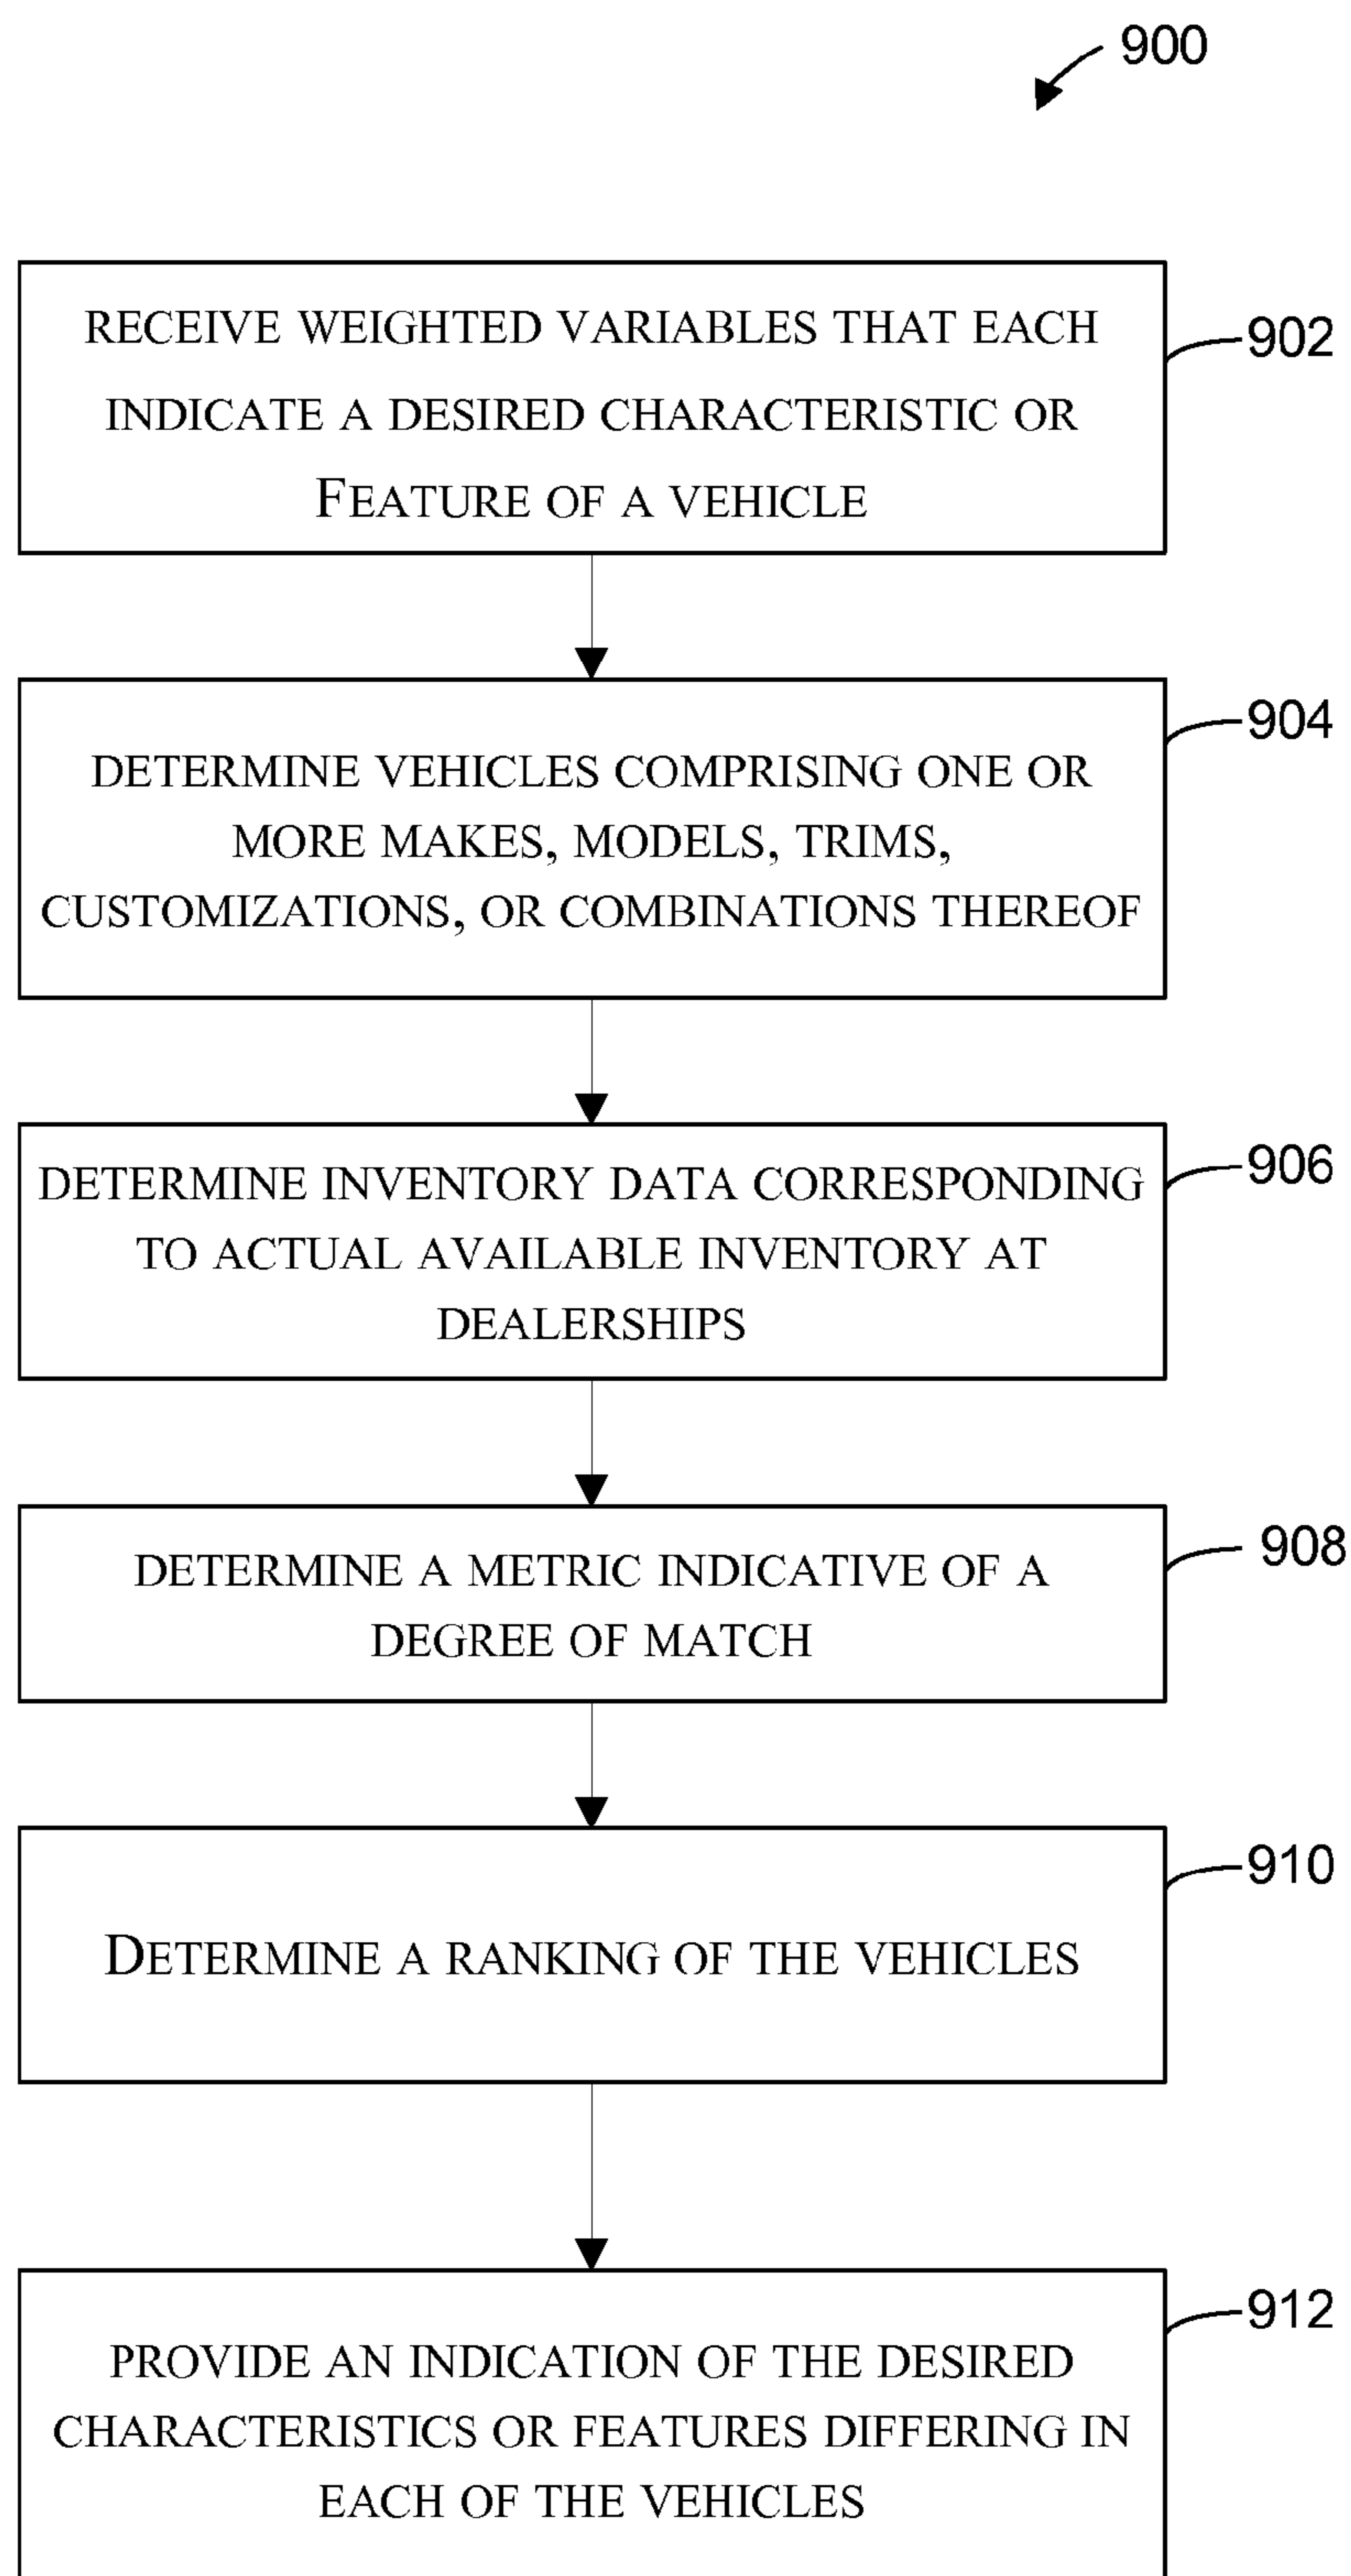 900
RECEIVE WEIGHTED VARIABLES THAT EACH
INDICATE A DESIRED CHARACTERISTIC OR
FEATURE OF A VEHICLE
902
DETERMINE VEHICLES COMPRISING ONE OR
MORE MAKES, MODELS, TRIMS,
CUSTOMIZATIONS, OR COMBINATIONS THEREOF
904
DETERMINE INVENTORY DATA CORRESPONDING
TO ACTUAL AVAILABLE INVENTORY AT
DEALERSHIPS
906
DETERMINE A METRIC INDICATIVE OF A
DEGREE OF MATCH
908
DETERMINE A RANKING OF THE VEHICLES
910
PROVIDE AN INDICATION OF THE DESIRED
CHARACTERISTICS OR FEATURES DIFFERING IN
EACH OF THE VEHICLES
912